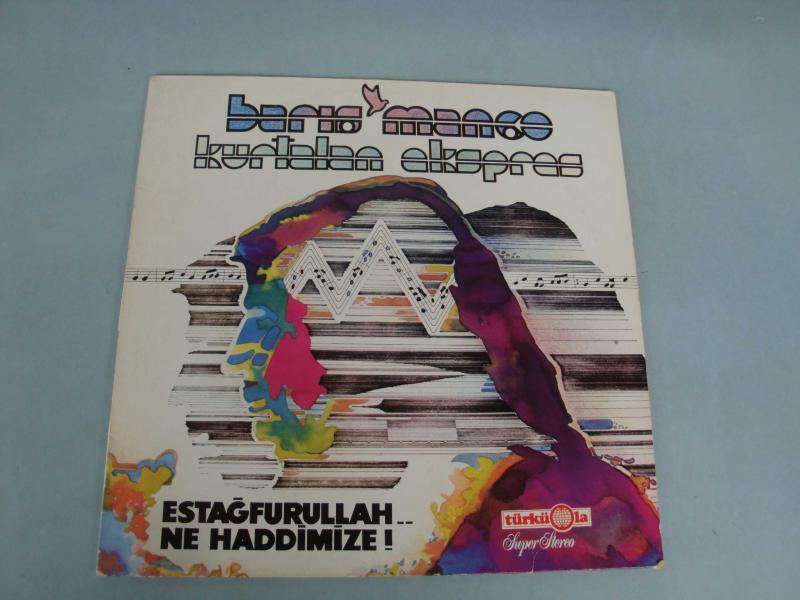 barış manço
kurtalan ekspres
ESTAĞFURULLAH..
NE HADDİMİZE!
türküola
Super Stereo